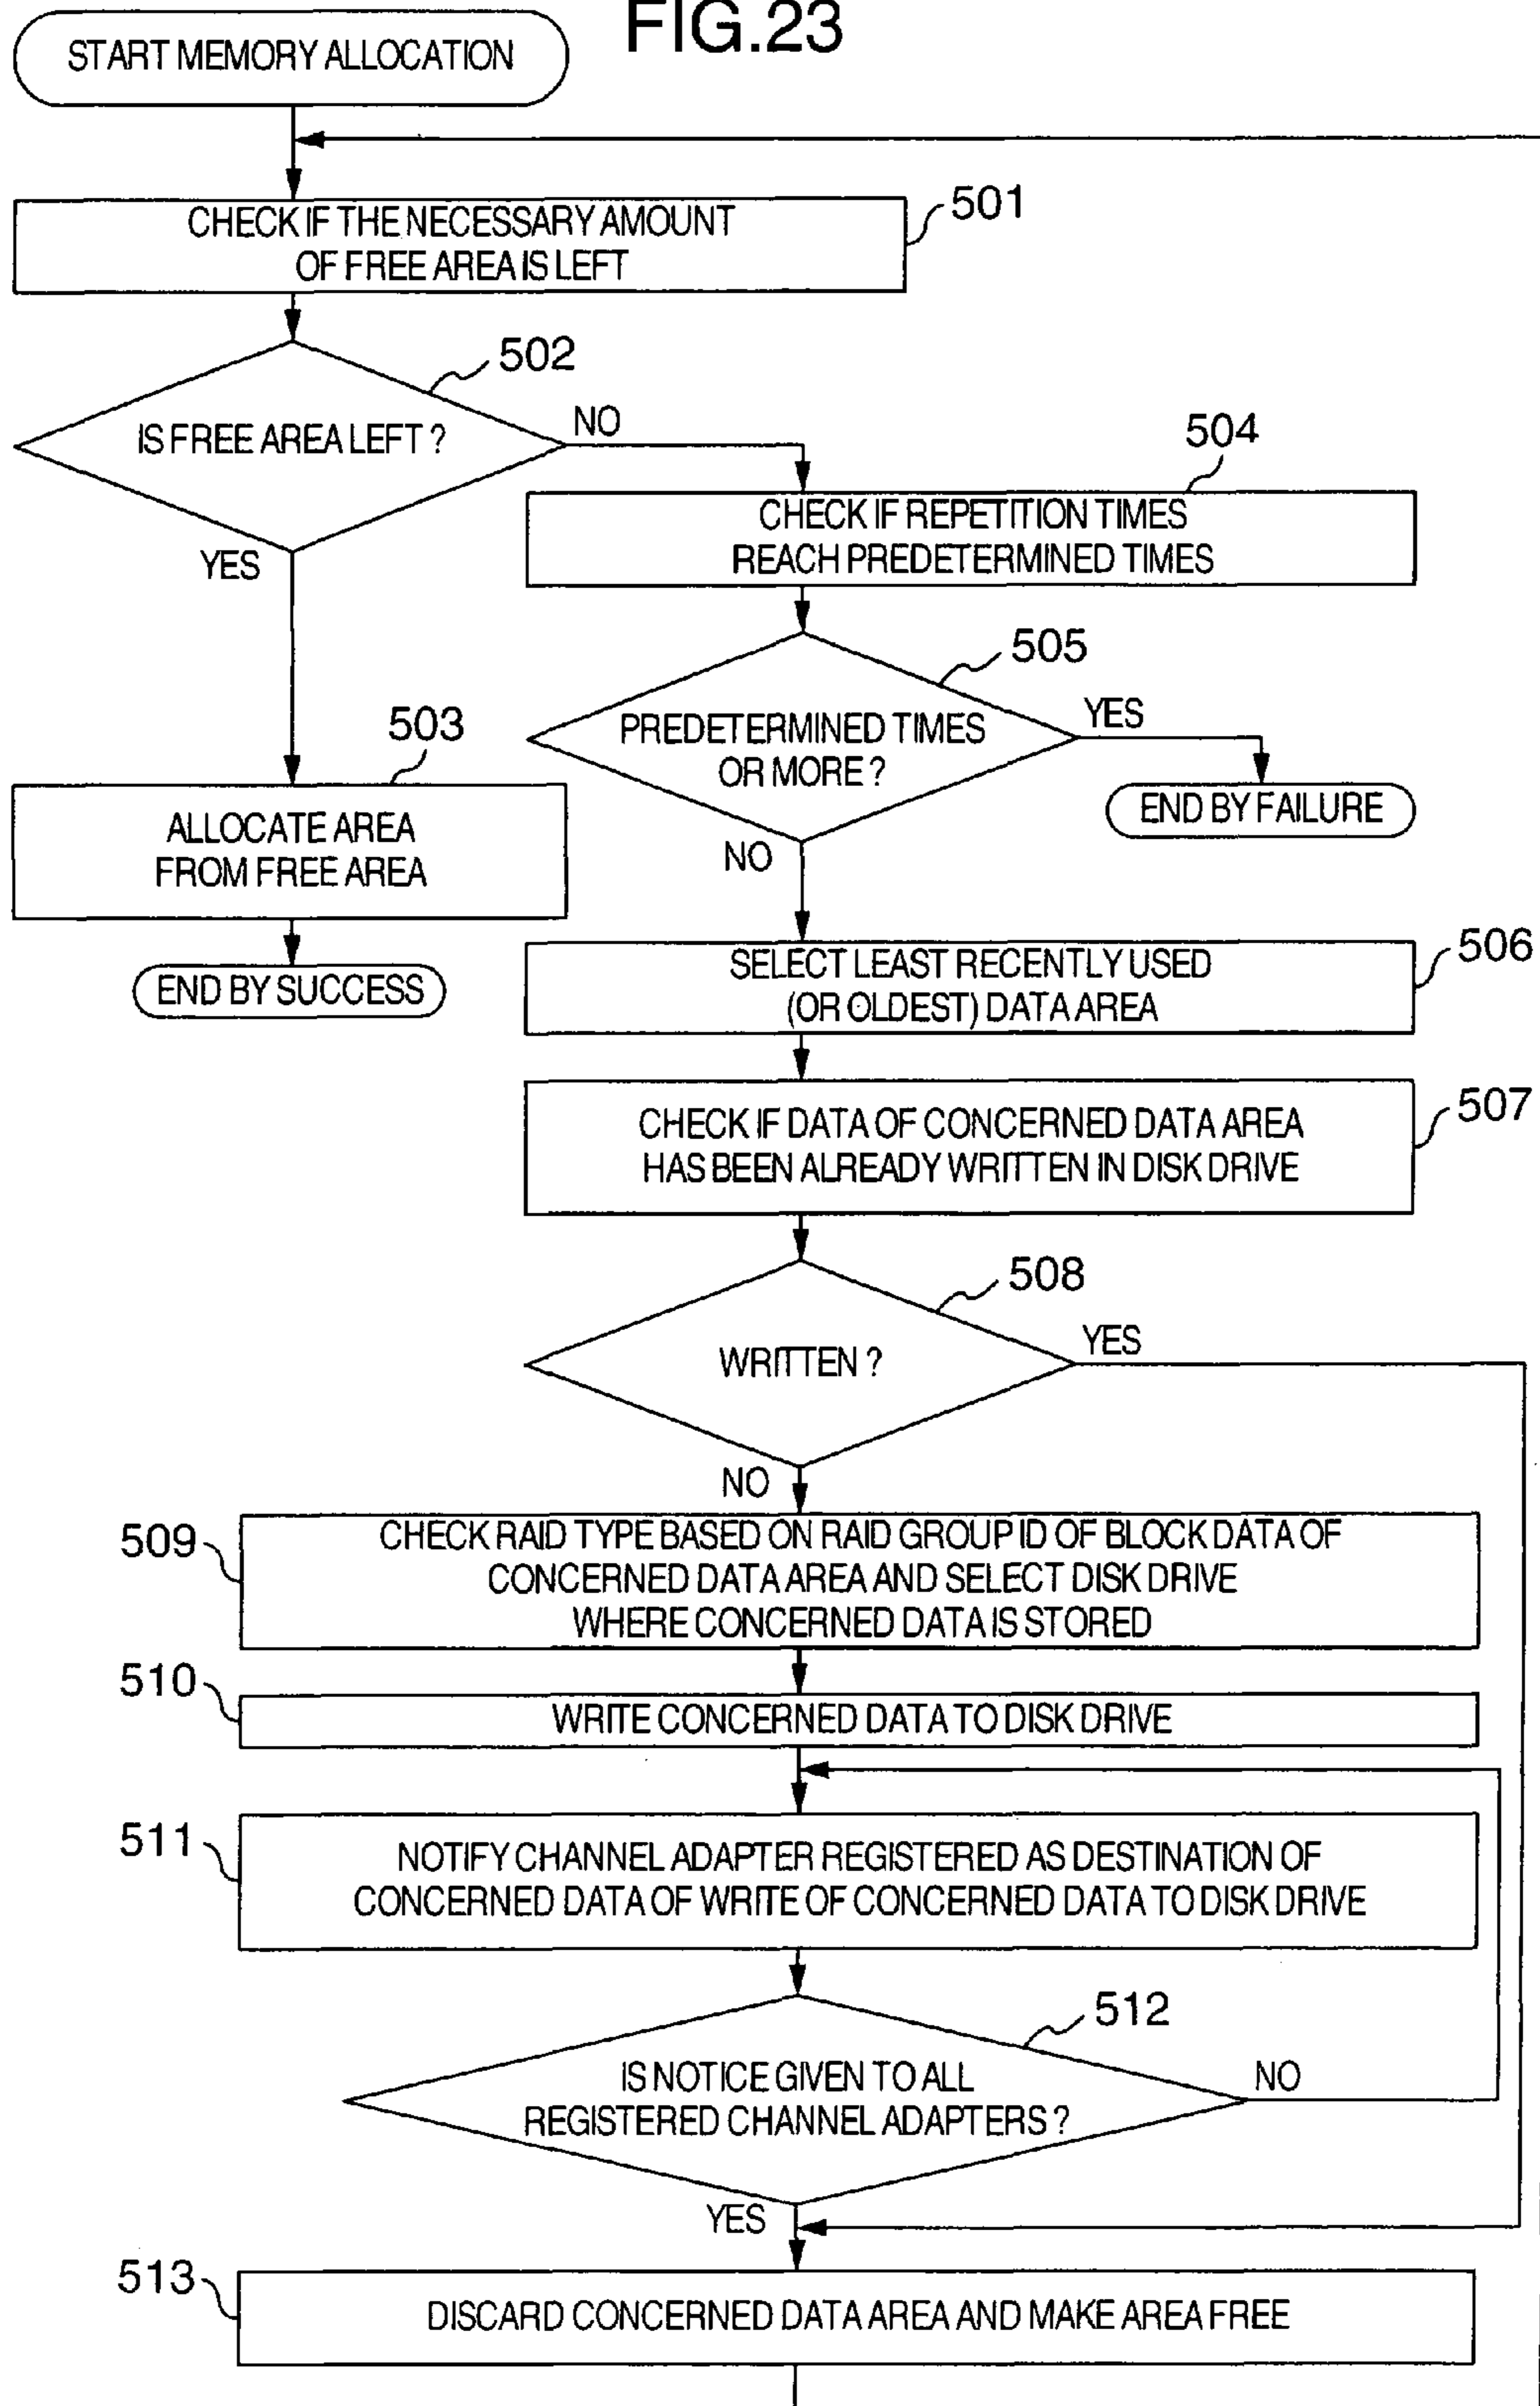 FIG.23
START MEMORY ALLOCATION
501
CHECK IF THE NECESSARY AMOUNT
OF FREE AREA IS LEFT
502
IS FREE AREA LEFT ?
NO
YES
504
CHECK IF REPETITION TIMES
REACH PREDETERMINED TIMES
505
PREDETERMINED TIMES
OR MORE ?
YES
NO
END BY FAILURE
503
ALLOCATE AREA
FROM FREE AREA
END BY SUCCESS
506
SELECT LEAST RECENTLY USED
(OR OLDEST) DATA AREA
507
CHECK IF DATA OF CONCERNED DATA AREA
HAS BEEN ALREADY WRITTEN IN DISK DRIVE
508
WRITTEN ?
YES
NO
509
CHECK RAID TYPE BASED ON RAID GROUP ID OF BLOCK DATA OF
CONCERNED DATA AREA AND SELECT DISK DRIVE
WHERE CONCERNED DATA IS STORED
510
WRITE CONCERNED DATA TO DISK DRIVE
511
NOTIFY CHANNEL ADAPTER REGISTERED AS DESTINATION OF
CONCERNED DATA OF WRITE OF CONCERNED DATA TO DISK DRIVE
512
IS NOTICE GIVEN TO ALL
REGISTERED CHANNEL ADAPTERS ?
NO
YES
513
DISCARD CONCERNED DATA AREA AND MAKE AREA FREE